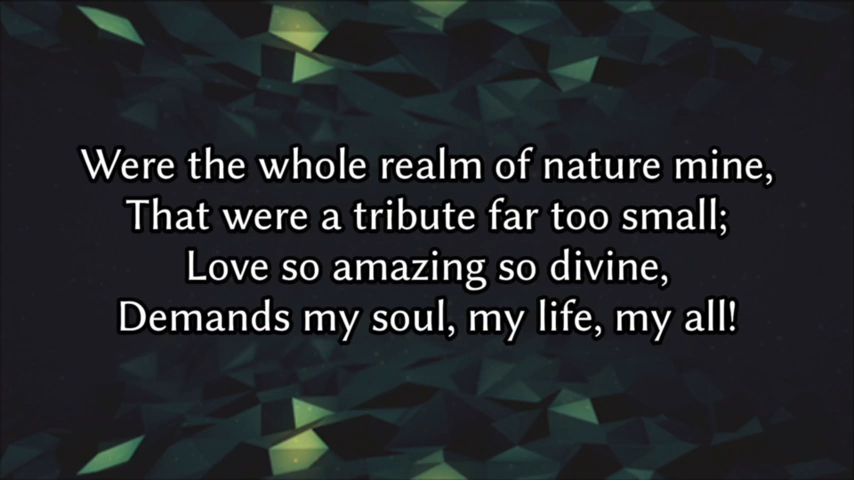 Were the whole realm of nature mine,
That were a tribute far too small;
Love so amazing so divine,
Demands my soul, my life, my all!